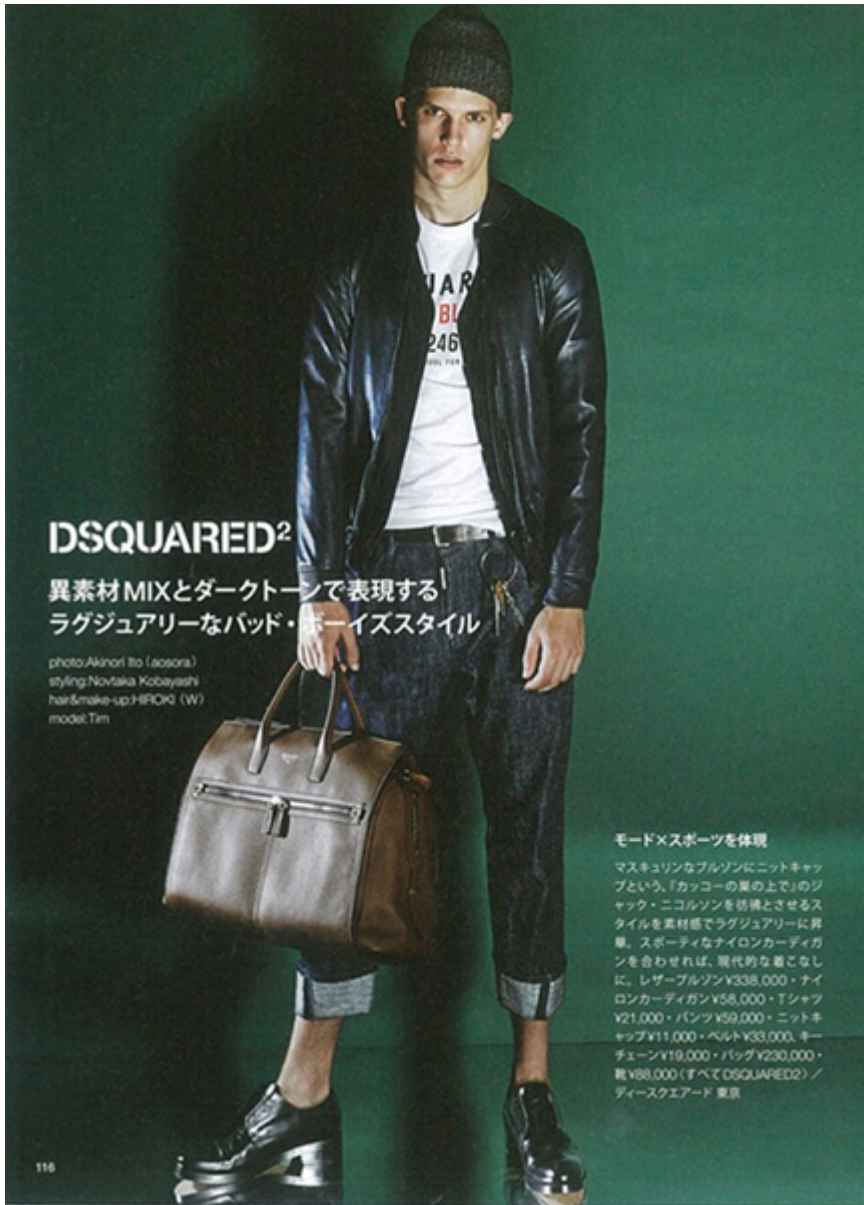 UAR
BL
246
DSQUARED²
異素材MIXとダークトーンで表現する
ラグジュアリーなバッド・ボーイズスタイル
photo:Akinori Ito (aosora)
styling:Novtaka Kobayashi
hair&make-up:HIROKI (W)
model:Tim
モード×スポーツを体現
マスキュリンなブルゾンにニットキャッ
プという、『カッコーの巣の上で』のジ
ャック・ニコルソンを彷彿とさせるス
タイルを素材感でラグジュアリーに昇
華。スポーティなナイロンカーディガ
ンを合わせれば、現代的な着こなし
に。レザーブルゾン¥338,000・ナイ
ロンカーディガン¥58,000・Tシャツ
¥21,000・パンツ¥59,000・ニットキ
ャップ¥11,000・ベルト¥33,000、キー
チェーン¥19,000・バッグ¥230,000・
靴¥88,000(すべてDSQUARED2)/
ディースクエアード 東京
116